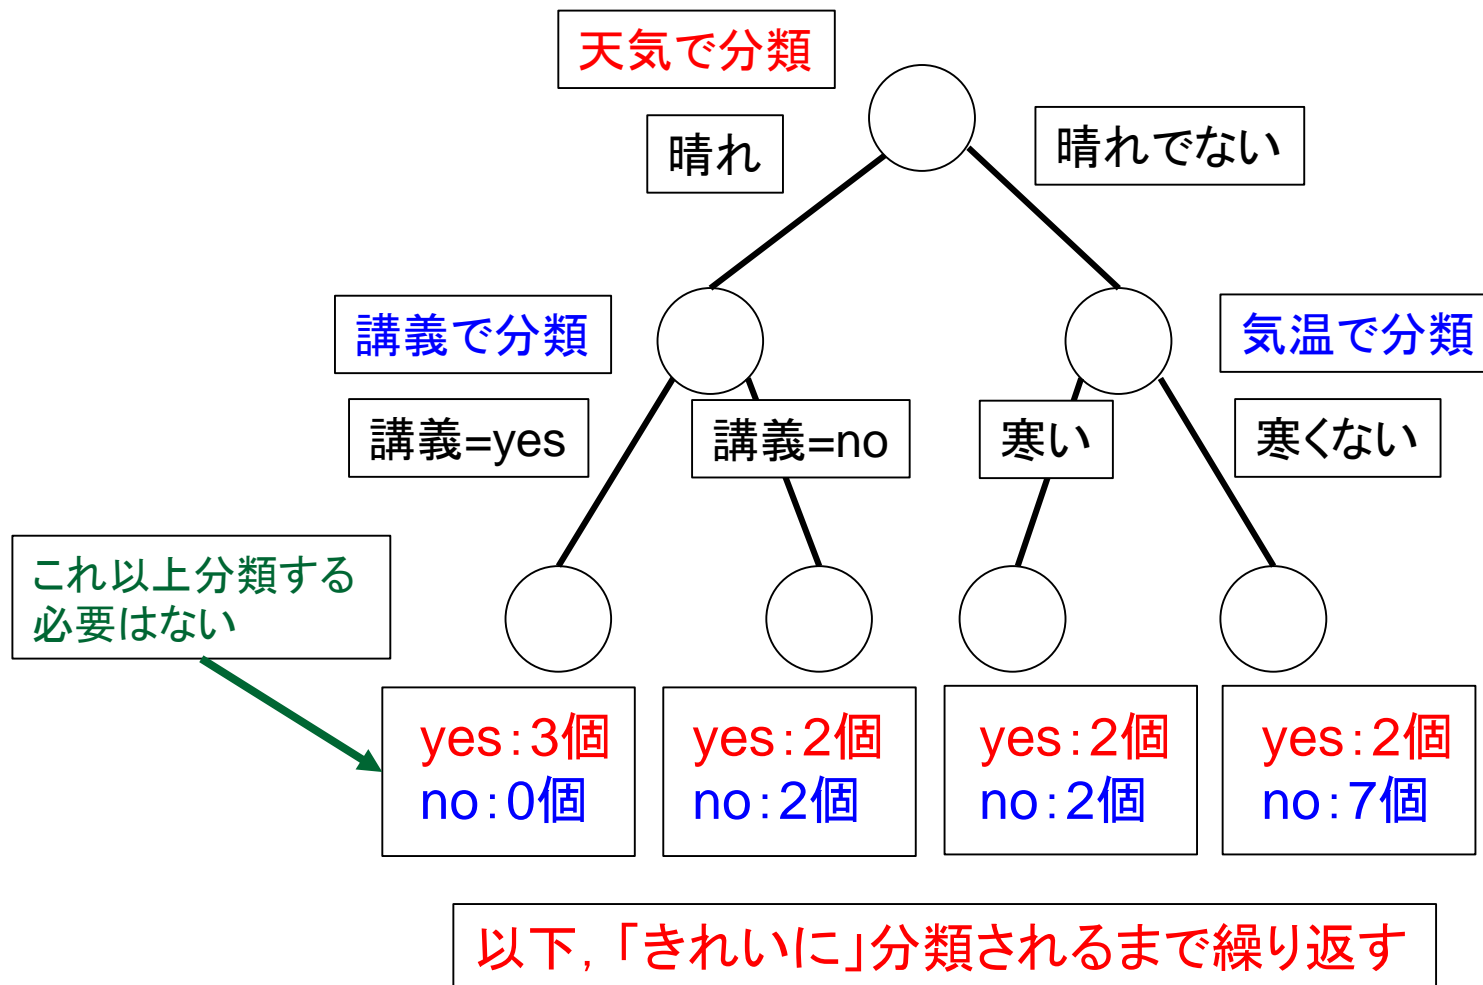 天気で分類
晴れ
晴れでない
講義で分類
気温で分類
講義=yes
講義=no
寒い
寒くない
これ以上分類する
必要はない
yes:3個
no:0個
yes:2個
no:2個
yes:2個
no:2個
yes:2個
no:7個
以下,「きれいに」分類されるまで繰り返す